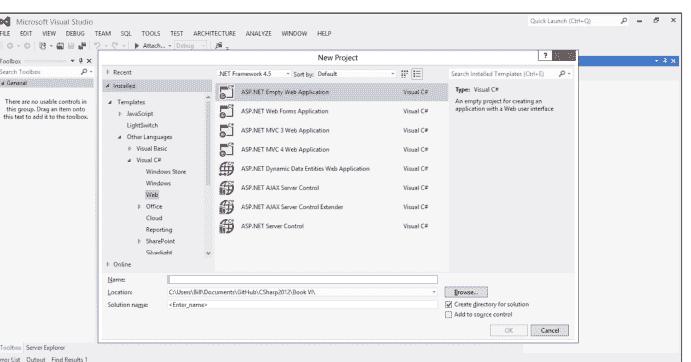 Microsoft Visual Studio
Quick Launch (Ctrl+Q)
FILE EDIT VIEW DEBUG TEAM SQL TOOLS TEST ARCHITECTURE ANALYZE WINDOW HELP
Attach... Debug
Toolbox
New Project
Search Toolbox
General
There are no usable controls in
this group. Drag an item onto
this text to add it to the toolbox.
Recent
.NET Framework 4.5 Sort by: Default
Search Installed Templates (Ctrl+E)
Installed
Templates
JavaScript
LightSwitch
Other Languages
Visual Basic
Visual C#
Windows Store
Windows
Web
Office
Cloud
Reporting
SharePoint
Silverlight
Online
ASP.NET Empty Web Application Visual C#
ASP.NET Web Forms Application Visual C#
ASP.NET MVC 3 Web Application Visual C#
ASP.NET MVC 4 Web Application Visual C#
ASP.NET Dynamic Data Entities Web Application Visual C#
ASP.NET AJAX Server Control Visual C#
ASP.NET AJAX Server Control Extender Visual C#
ASP.NET Server Control Visual C#
Type: Visual C#
An empty project for creating an
application with a Web user interface
Name:
Location: C:\Users\Bill\Documents\GitHub\CSharp2012\Book VI\ Browse...
Solution name: <Enter_name> Create directory for solution
Add to source control
OK Cancel
Toolbox Server Explorer
Error List Output Find Results 1